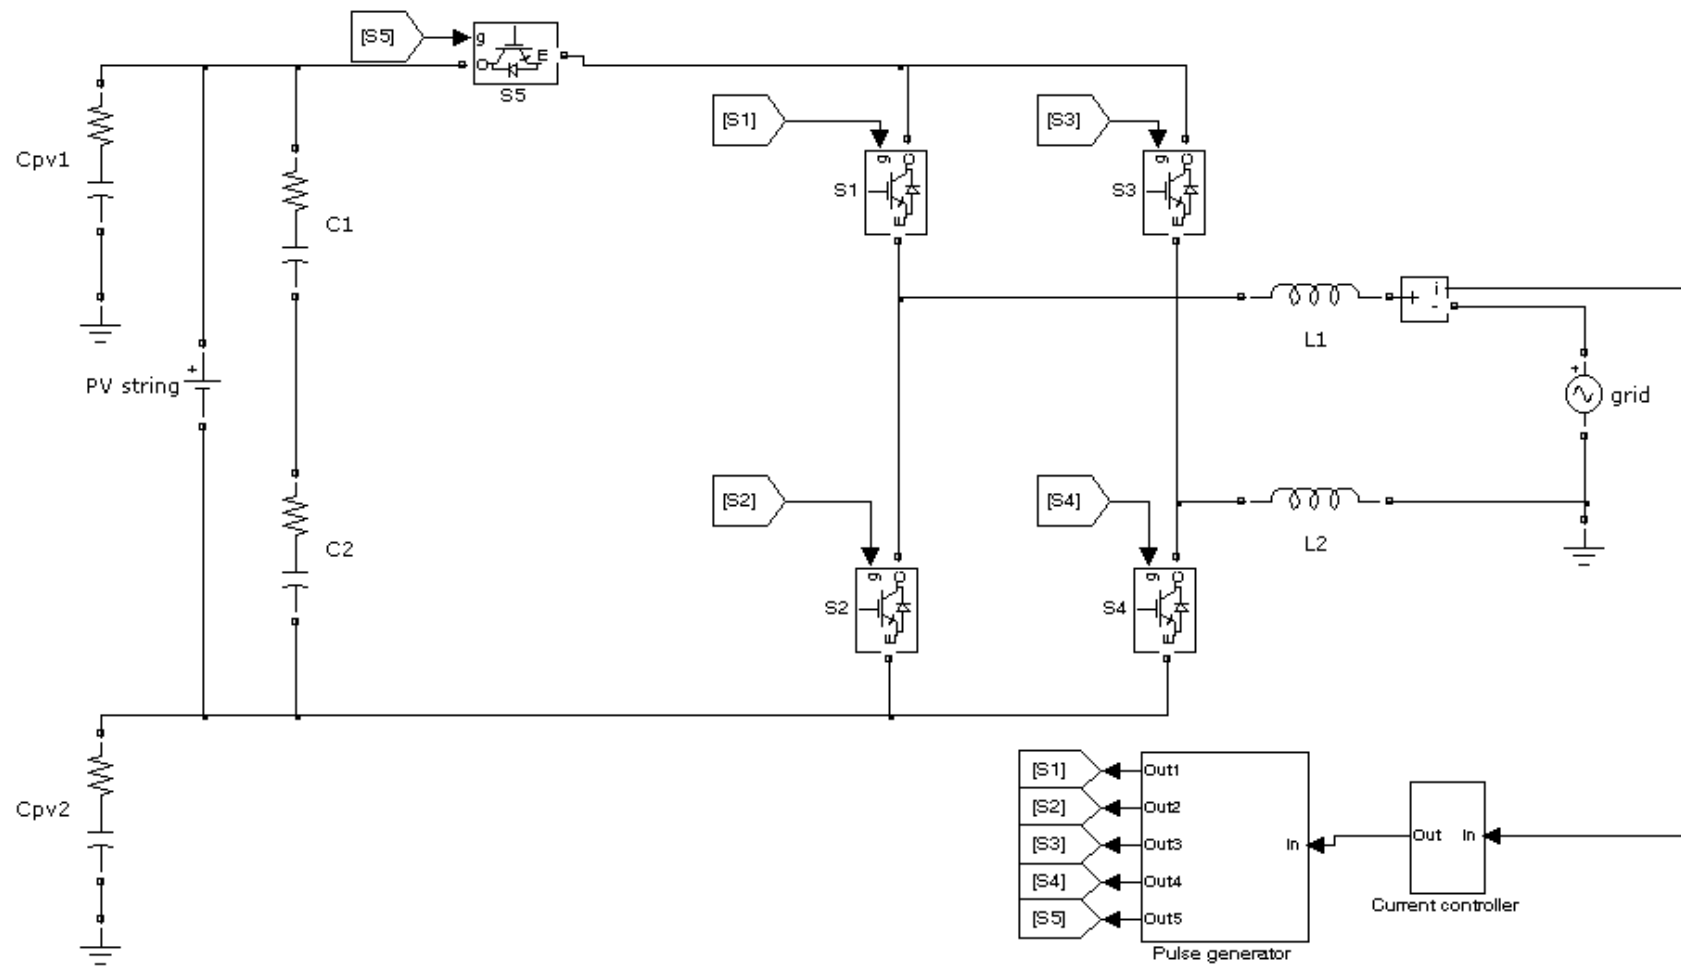 [S5]
g
C
E
S5
[S1]
[S3]
g
C
S1
E
g
C
S3
E
Cpv1
C1
+
i
-
L1
+
PV string
+
grid
[S2]
[S4]
C2
L2
g
C
S2
E
g
C
S4
E
Cpv2
[S1]
Out1
[S2]
Out2
[S3]
Out3
In
[S4]
Out4
[S5]
Out5
Pulse generator
Out
In
Current controller